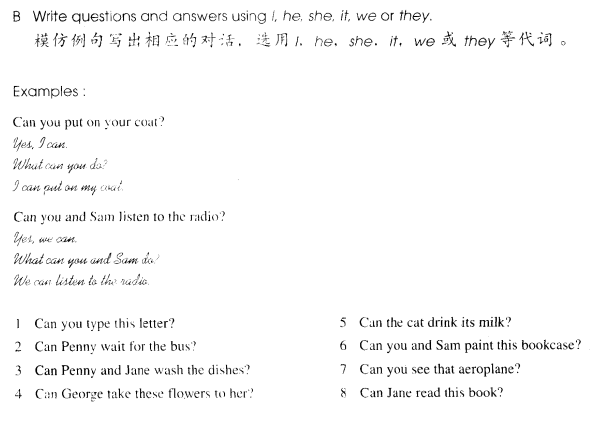 B Write questions and answers using I, he, she, it, we or they.
模仿例句写出相应的对话，选用 I, he, she, it, we 或 they 等代词。
Examples :
Can you put on your coat?
Yes, I can.
What can you do?
I can put on my coat.
Can you and Sam listen to the radio?
Yes, we can.
What can you and Sam do?
We can listen to the radio.
1 Can you type this letter?
2 Can Penny wait for the bus?
3 Can Penny and Jane wash the dishes?
4 Can George take these flowers to her?
5 Can the cat drink its milk?
6 Can you and Sam paint this bookcase?
7 Can you see that aeroplane?
8 Can Jane read this book?